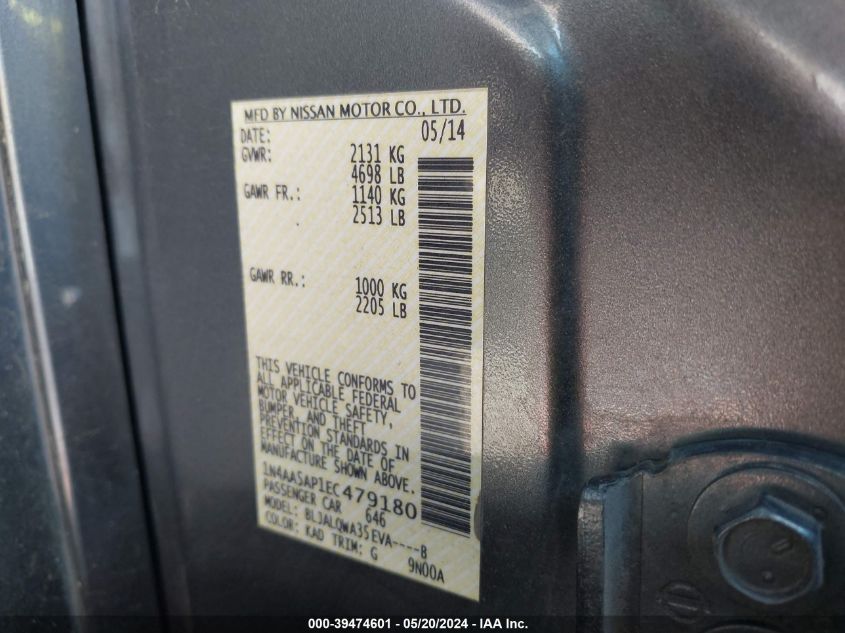 MFD BY NISSAN MOTOR CO., LTD.
DATE: 05/14
GVWR: 2131 KG
4698 LB
GAWR FR.: 1140 KG
2513 LB
GAWR RR.: 1000 KG
2205 LB
THIS VEHICLE CONFORMS TO
ALL APPLICABLE FEDERAL
MOTOR VEHICLE SAFETY,
BUMPER, AND THEFT
PREVENTION STANDARDS IN
EFFECT ON THE DATE OF
MANUFACTURE SHOWN ABOVE.
1N4AA5AP1EC479180
PASSENGER CAR 646
MODEL: BLJALQWA35EVA----B
COLOR: KAD TRIM: G 9N00A
000-39474601 / 05/20/2024 - IAA Inc.